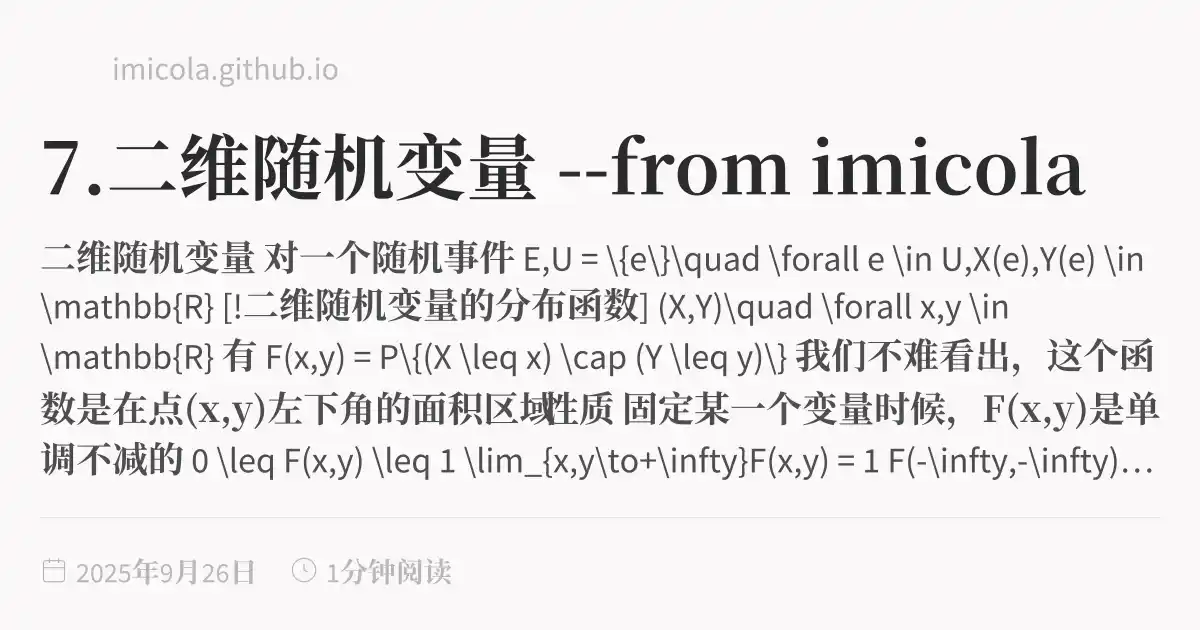 imicola.github.io
7.二维随机变量 --from imicola
二维随机变量 对一个随机事件 E,U = \{e\}\quad \forall e \in U,X(e),Y(e) \in
\mathbb{R} [!二维随机变量的分布函数] (X,Y)\quad \forall x,y \in
\mathbb{R} 有 F(x,y) = P\{(X \leq x) \cap (Y \leq y)\} 我们不难看出，这个函
数是在点(x,y)左下角的面积区域性质 固定某一个变量时候，F(x,y)是单
调不减的 0 \leq F(x,y) \leq 1 \lim_{x,y\to+\infty}F(x,y) = 1 F(-\infty,-\infty)…
2025年9月26日 1分钟阅读